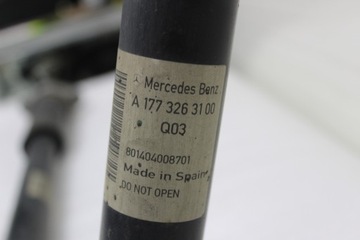 Mercedes Benz
A 177 326 31 00
Q03
801404008701
Made in Spain
DO NOT OPEN